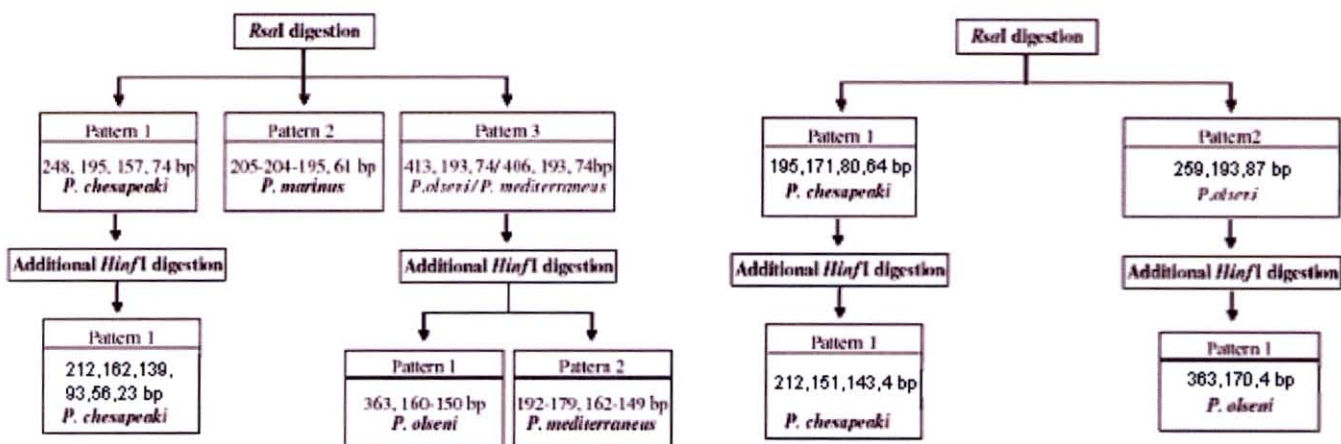 RsaI digestion
Pattern 1
248, 195, 157, 74 bp
P. chesapeaki
Pattern 2
205-204-195, 61 bp
P. marinus
Pattern 3
413, 193, 74/ 406, 193, 74bp
P.olseni/ P. mediterraneus
Additional HinfI digestion
Additional HinfI digestion
Pattern 1
212,162,139,
93,56,23 bp
P. chesapeaki
Pattern 1
363, 160-150 bp
P. olseni
Pattern 2
192-179, 162-149 bp
P. mediterraneus
RsaI digestion
Pattern 1
195,171,80,64 bp
P. chesapeaki
Pattern2
259,193,87 bp
P.olseni
Additional HinfI digestion
Additional HinfI digestion
Pattern 1
212,151,143,4 bp
P. chesapeaki
Pattern 1
363,170,4 bp
P. olseni